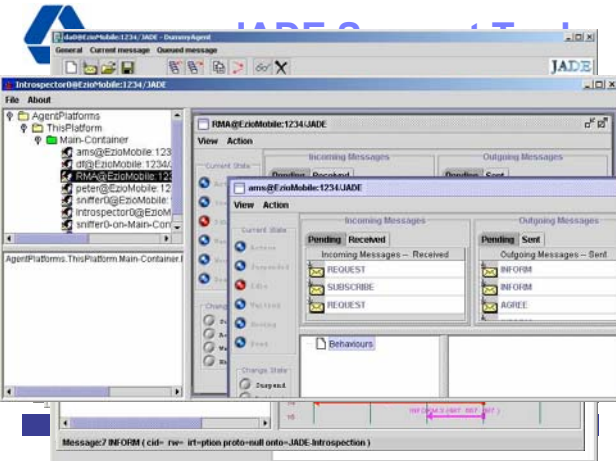 da0@EzioMobile:1234/JADE - DummyAgent
General Current message Queued message
JADE
Introspector0@EzioMobile:1234/JADE
File About
AgentPlatforms
ThisPlatform
Main-Container
ams@EzioMobile:123
df@EzioMobile:1234/
RMA@EzioMobile:123
peter@EzioMobile:12
sniffer0@EzioMobile:
Introspector0@EzioM
sniffer0-on-Main-Con
AgentPlatforms.ThisPlatform.Main-Container.
RMA@EzioMobile:1234/JADE
View Action
Current State
Incoming Messages
Outgoing Messages
Pending Received
Pending Sent
ams@EzioMobile:1234/JADE
View Action
Current State
Active
Suspended
Idle
Waiting
Moving
Dead
Change State
Suspend
Incoming Messages
Pending Received
Incoming Messages -- Received
REQUEST
SUBSCRIBE
REQUEST
Outgoing Messages
Pending Sent
Outgoing Messages -- Sent
INFORM
INFORM
AGREE
Behaviours
Message:7 INFORM ( cid= rw= irt=ption proto=null onto=JADE-Introspection )